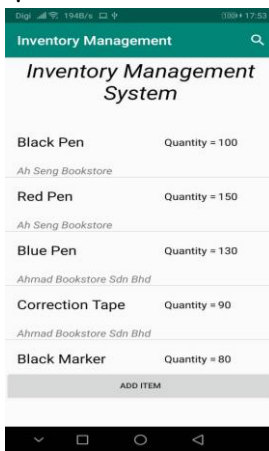 Digi 194B/s 100 17:53
Inventory Management
Inventory Management
System
Black Pen Quantity = 100
Ah Seng Bookstore
Red Pen Quantity = 150
Ah Seng Bookstore
Blue Pen Quantity = 130
Ahmad Bookstore Sdn Bhd
Correction Tape Quantity = 90
Ahmad Bookstore Sdn Bhd
Black Marker Quantity = 80
ADD ITEM